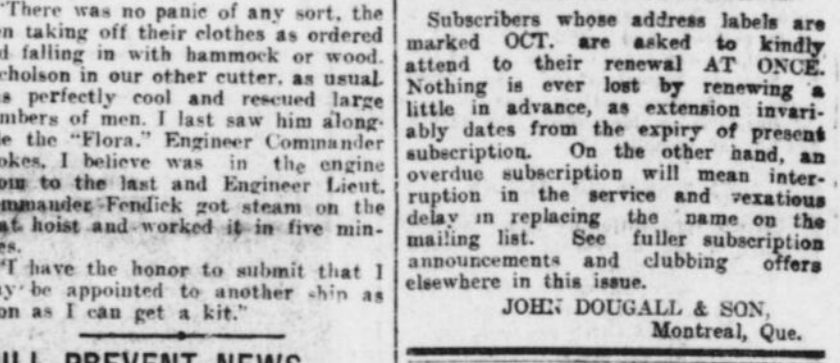 "There was no panic of any sort, the
n taking off their clothes as ordered
d falling in with hammock or wood.
cholson in our other cutter, as usual.
s perfectly cool and rescued large
mbers of men. I last saw him along-
e the "Flora." Engineer Commander
okes, I believe was in the engine
om to the last and Engineer Lieut.
mmander Fendick got steam on the
at hoist and worked it in five min-
es.
"I have the honor to submit that I
ay be appointed to another ship as
on as I can get a kit."
ILL PREVENT NEWS
Subscribers whose address labels are
marked OCT. are asked to kindly
attend to their renewal AT ONCE.
Nothing is ever lost by renewing a
little in advance, as extension invari-
ably dates from the expiry of present
subscription. On the other hand, an
overdue subscription will mean inter-
ruption in the service and vexatious
delay in replacing the name on the
mailing list. See fuller subscription
announcements and clubbing offers
elsewhere in this issue.
JOHN DOUGALL & SON,
Montreal, Que.